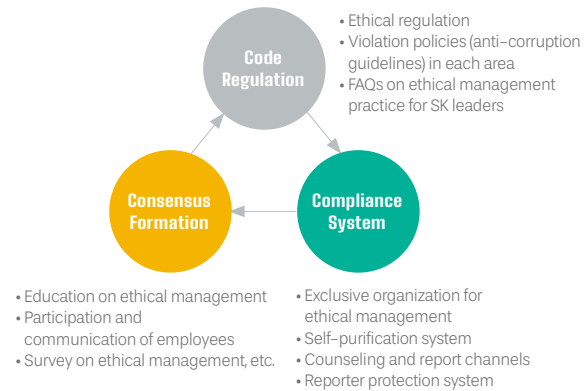 Code
Regulation
• Ethical regulation
• Violation policies (anti-corruption
guidelines) in each area
• FAQs on ethical management
practice for SK leaders
Consensus
Formation
Compliance
System
• Education on ethical management
• Participation and
communication of employees
• Survey on ethical management, etc.
• Exclusive organization for
ethical management
• Self-purification system
• Counseling and report channels
• Reporter protection system